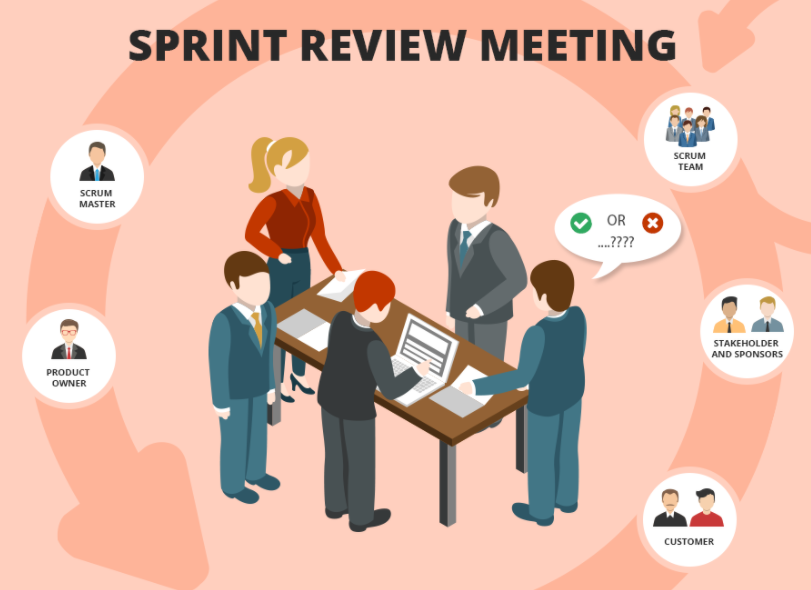 SPRINT REVIEW MEETING
SCRUM
MASTER
PRODUCT
OWNER
OR
....????
SCRUM
TEAM
STAKEHOLDER
AND SPONSORS
CUSTOMER